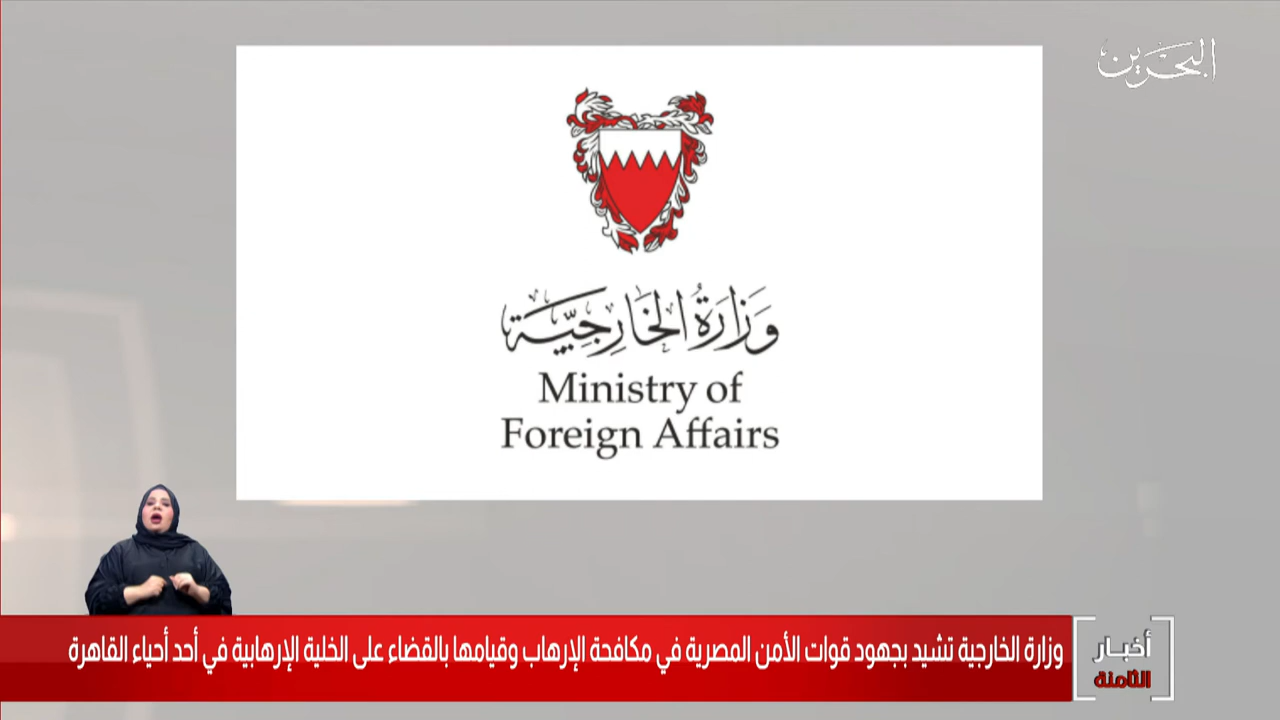 البحرين
وزارة الخارجية
Ministry of
Foreign Affairs
وزارة الخارجية تشيد بجهود قوات الأمن المصرية في مكافحة الإرهاب وقيامها بالقضاء على الخلية الإرهابية في أحد أحياء القاهرة
أخبار
الثامنة